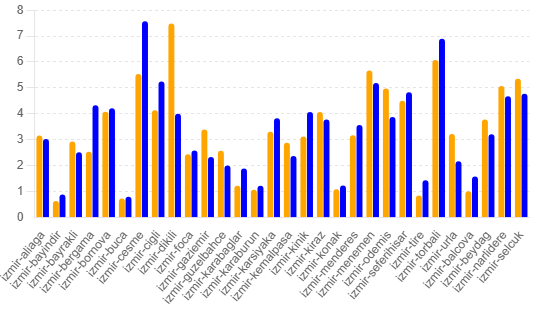 8
7
6
5
4
3
2
1
0
izmir-aliaga
izmir-bayindir
izmir-bayrakli
izmir-bergama
izmir-bornova
izmir-buca
izmir-cesme
izmir-cigli
izmir-dikili
izmir-foca
izmir-gaziemir
izmir-guzelbahce
izmir-karabaglar
izmir-karaburun
izmir-karsiyaka
izmir-kemalpasa
izmir-kinik
izmir-kiraz
izmir-konak
izmir-menderes
izmir-menemen
izmir-odemis
izmir-seferihisar
izmir-tire
izmir-torbali
izmir-urla
izmir-balcova
izmir-beydag
izmir-narlidere
izmir-selcuk